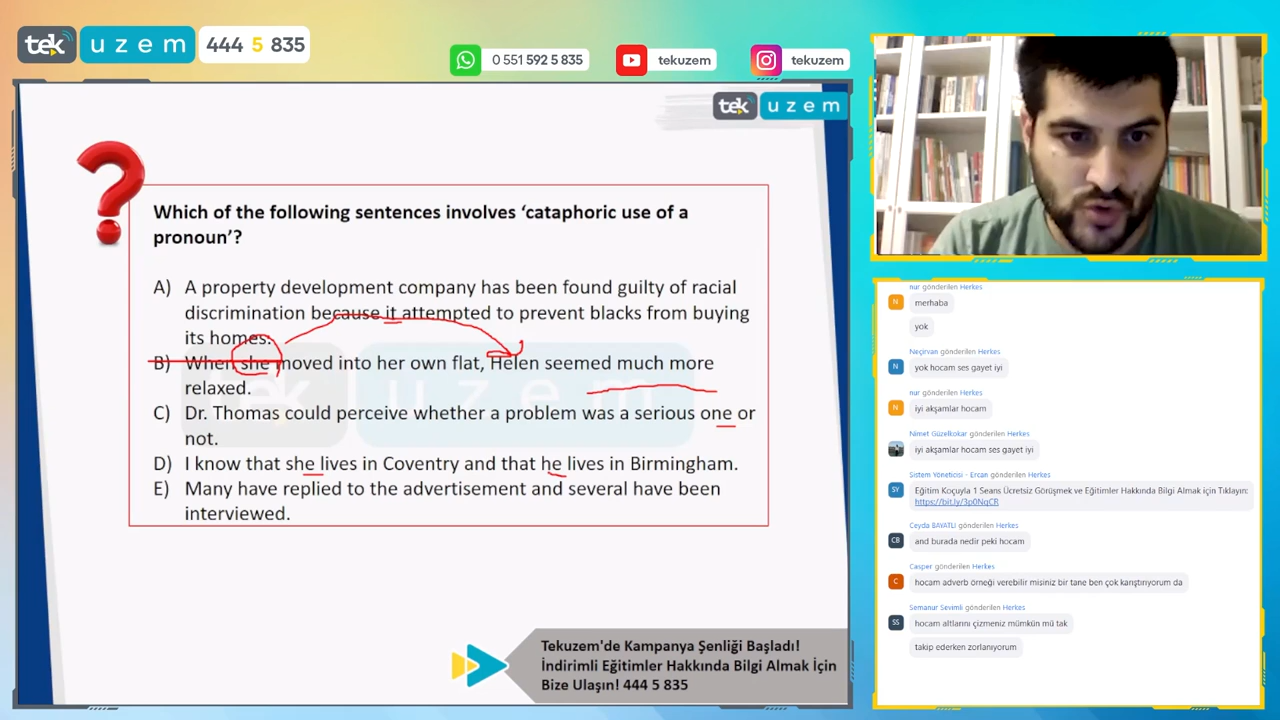 tek uzem 444 5 835
0 551 592 5 835
tekuzem
tekuzem
tek uzem
Which of the following sentences involves ‘cataphoric use of a
pronoun’?
A) A property development company has been found guilty of racial
discrimination because it attempted to prevent blacks from buying
its homes.
B) When she moved into her own flat, Helen seemed much more
relaxed.
C) Dr. Thomas could perceive whether a problem was a serious one or
not.
D) I know that she lives in Coventry and that he lives in Birmingham.
E) Many have replied to the advertisement and several have been
interviewed.
Tekuzem'de Kampanya Şenliği Başladı!
İndirimli Eğitimler Hakkında Bilgi Almak İçin
Bize Ulaşın! 444 5 835
nur gönderilen Herkes
N merhaba
yok
Neçirvan gönderilen Herkes
N yok hocam ses gayet iyi
nur gönderilen Herkes
N iyi akşamlar hocam
Nimet Güzelkokar gönderilen Herkes
iyi akşamlar hocam ses gayet iyi
Sistem Yöneticisi - Ercan gönderilen Herkes
SY Eğitim Koçuyla 1 Seans Ücretsiz Görüşmek ve Eğitimler Hakkında Bilgi Almak için Tıklayın:
https://bit.ly/3p0NqCR
Ceyda BAYATLI gönderilen Herkes
CB and burada nedir peki hocam
Casper gönderilen Herkes
C hocam adverb örneği verebilir misiniz bir tane ben çok karıştırıyorum da
Semanur Sevimli gönderilen Herkes
SS hocam altlarını çizmeniz mümkün mü tak
takip ederken zorlanıyorum